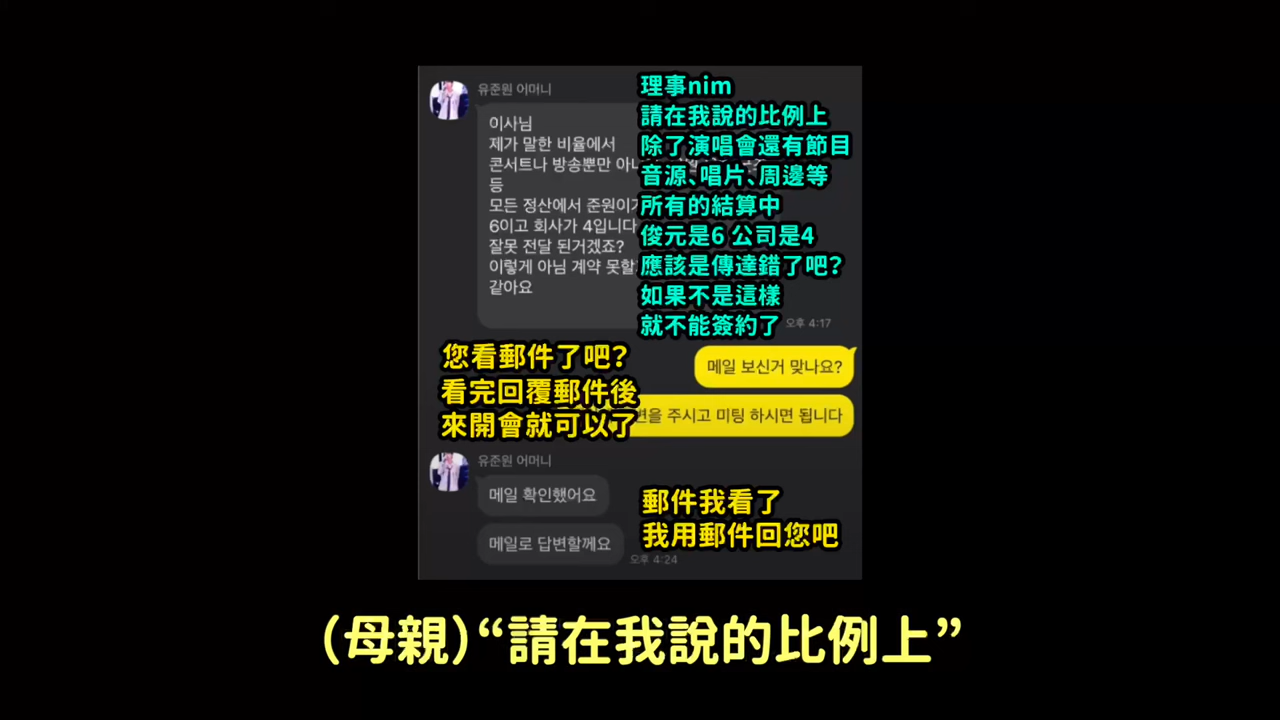 유준원 어머니
이사님
제가 말한 비율에서
콘서트나 방송뿐만
등
모든 정산에서
6이고 회사가 4입니다
잘못 전달 된거겠죠?
이렇게 아님 계약
같아요
오후 4:17
理事nim
請在我說的比例上
除了演唱會還有節目
音源、唱片、周邊等
所有的結算中
俊元是6 公司是4
應該是傳達錯了吧?
如果不是這樣
就不能簽約了
메일 보신거 맞나요?
주시고 미팅 하시면 됩니다
您看郵件了吧?
看完回覆郵件後
來開會就可以了
유준원 어머니
메일 확인했어요
메일로 답변할께요
오후 4:24
郵件我看了
我用郵件回您吧
(母親)“請在我說的比例上”